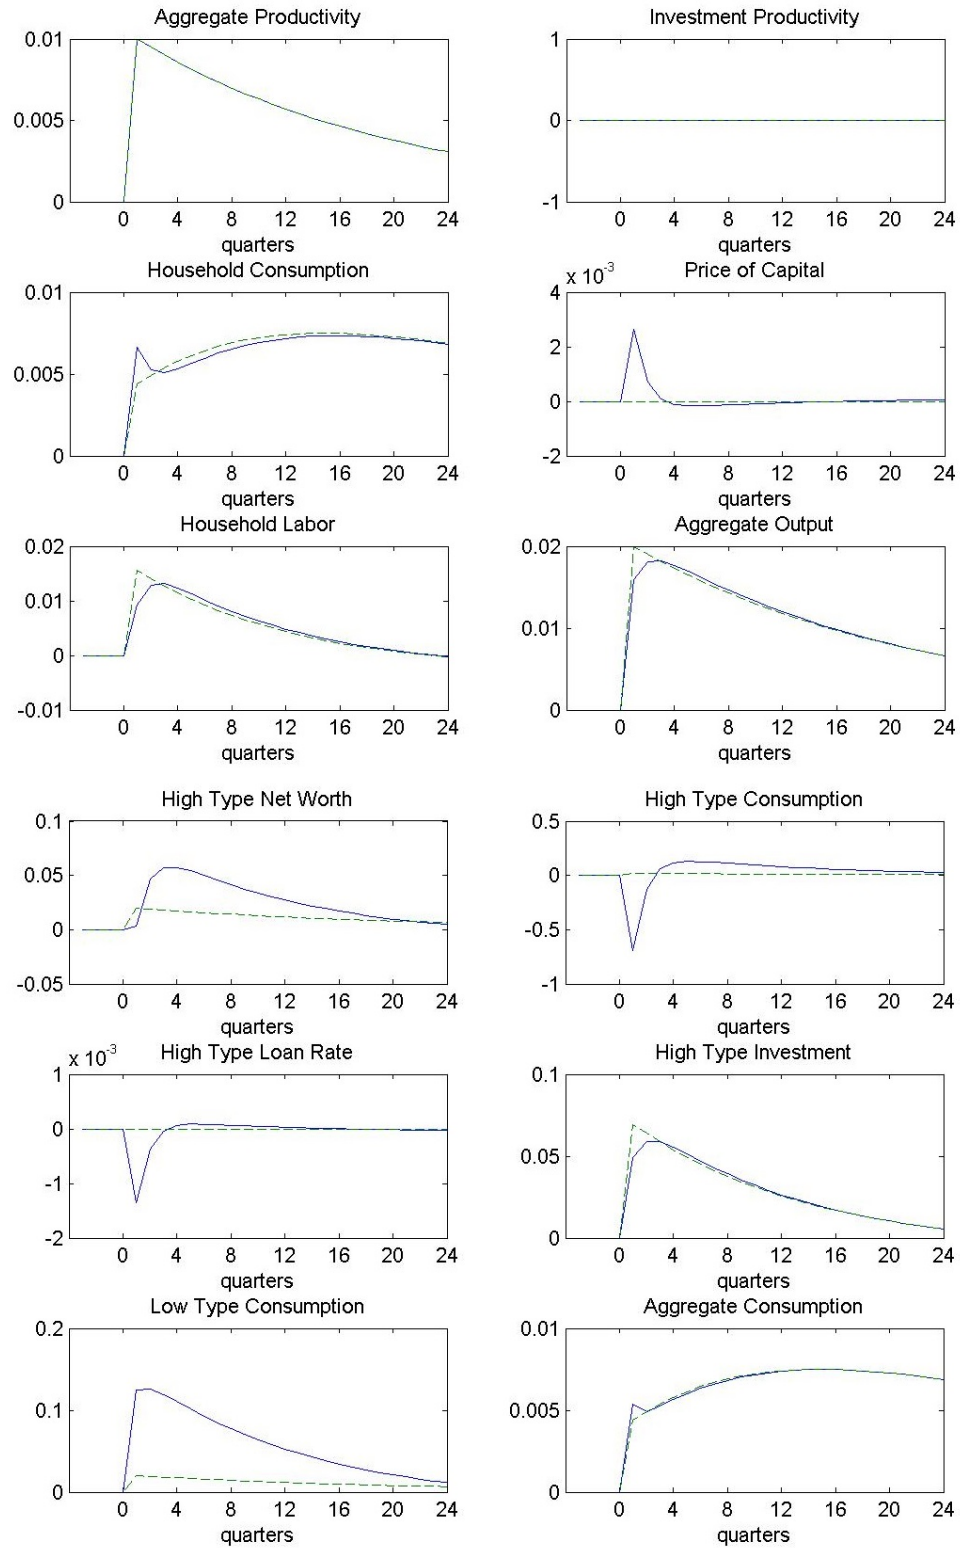 Aggregate Productivity
0.01
0.005
0
0 4 8 12 16 20 24
quarters
Investment Productivity
1
0
-1
0 4 8 12 16 20 24
quarters
Household Consumption
0.01
0.005
0
0 4 8 12 16 20 24
quarters
Price of Capital
x 10-3
4
2
0
-2
0 4 8 12 16 20 24
quarters
Household Labor
0.02
0.01
0
-0.01
0 4 8 12 16 20 24
quarters
Aggregate Output
0.02
0.01
0
0 4 8 12 16 20 24
quarters
High Type Net Worth
0.1
0.05
0
-0.05
0 4 8 12 16 20 24
quarters
High Type Consumption
0.5
0
-0.5
-1
0 4 8 12 16 20 24
quarters
High Type Loan Rate
x 10-3
1
0
-1
-2
0 4 8 12 16 20 24
quarters
High Type Investment
0.1
0.05
0
0 4 8 12 16 20 24
quarters
Low Type Consumption
0.2
0.1
0
0 4 8 12 16 20 24
quarters
Aggregate Consumption
0.01
0.005
0
0 4 8 12 16 20 24
quarters